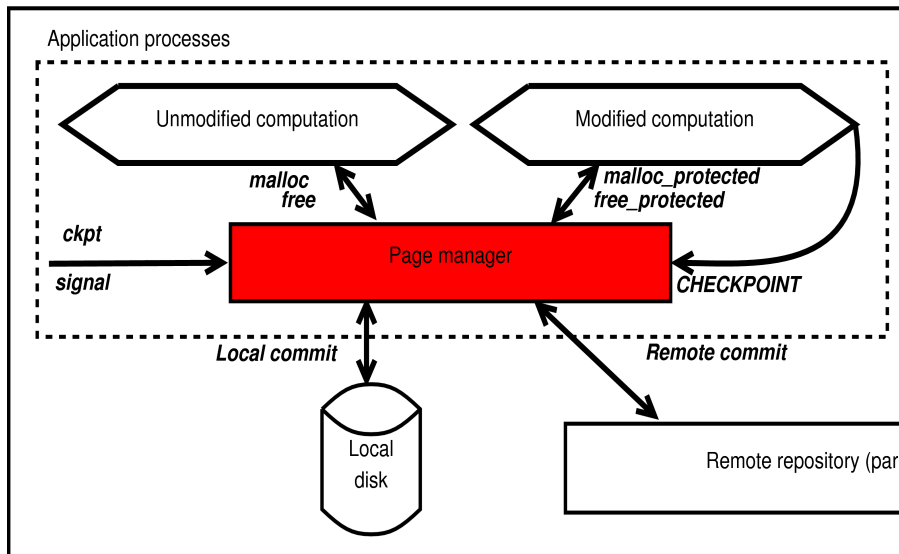 Application processes
Unmodified computation
Modified computation
malloc
free
malloc_protected
free_protected
ckpt
signal
Page manager
CHECKPOINT
Local commit
Remote commit
Local
disk
Remote repository (par